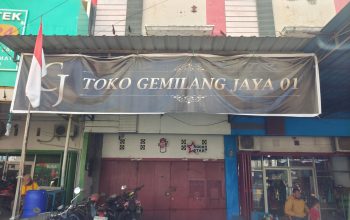 TEK
GJ TOKO GEMILANG JAYA 01